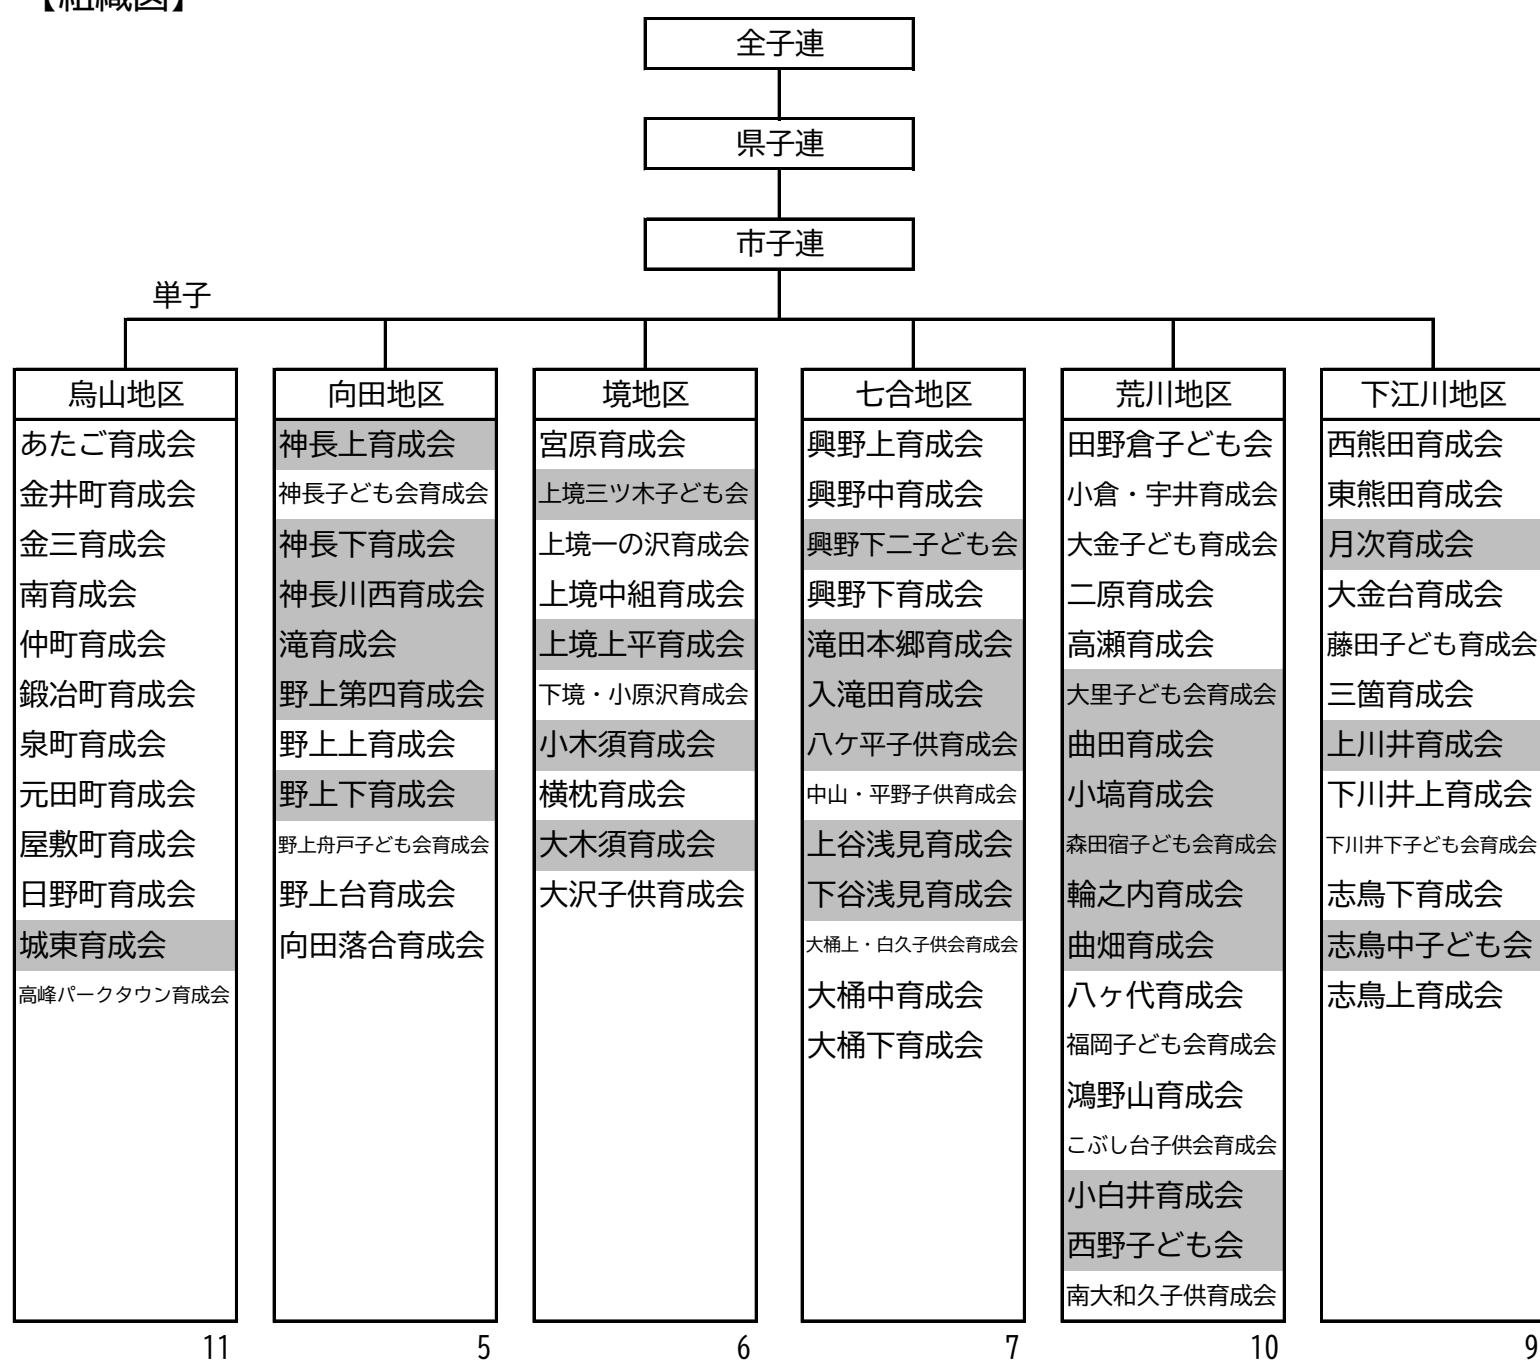 【組織図】
全子連
県子連
市子連
単子
烏山地区
あたご育成会
金井町育成会
金三育成会
南育成会
仲町育成会
鍛冶町育成会
泉町育成会
元田町育成会
屋敷町育成会
日野町育成会
城東育成会
高峰パークタウン育成会
11
向田地区
神長上育成会
神長子ども会育成会
神長下育成会
神長川西育成会
滝育成会
野上第四育成会
野上上育成会
野上下育成会
野上舟戸子ども会育成会
野上台育成会
向田落合育成会
5
境地区
宮原育成会
上境三ツ木子ども会
上境一の沢育成会
上境中組育成会
上境上平育成会
下境・小原沢育成会
小木須育成会
横枕育成会
大木須育成会
大沢子供育成会
6
七合地区
興野上育成会
興野中育成会
興野下二子ども会
興野下育成会
滝田本郷育成会
入滝田育成会
八ケ平子供育成会
中山・平野子供育成会
上谷浅見育成会
下谷浅見育成会
大桶上・白久子供会育成会
大桶中育成会
大桶下育成会
7
荒川地区
田野倉子ども会
小倉・宇井育成会
大金子ども育成会
二原育成会
高瀬育成会
大里子ども会育成会
曲田育成会
小塙育成会
森田宿子ども会育成会
輪之内育成会
曲畑育成会
八ヶ代育成会
福岡子ども会育成会
鴻野山育成会
こぶし台子供会育成会
小白井育成会
西野子ども会
南大和久子供育成会
10
下江川地区
西熊田育成会
東熊田育成会
月次育成会
大金台育成会
藤田子ども育成会
三箇育成会
上川井育成会
下川井上育成会
下川井下子ども会育成会
志鳥下育成会
志鳥中子ども会
志鳥上育成会
9